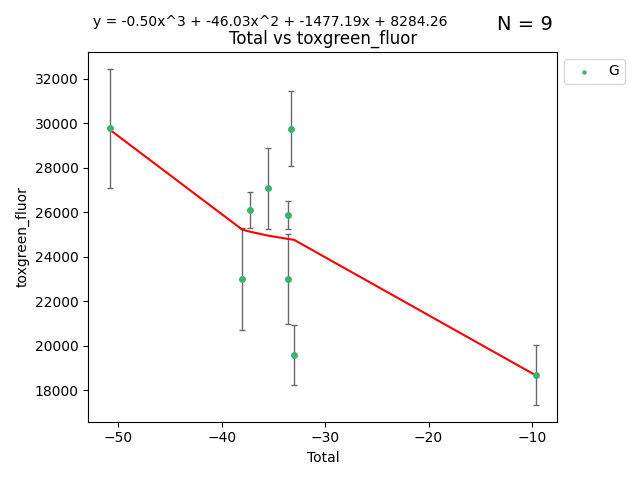 y = -0.50x^3 + -46.03x^2 + -1477.19x + 8284.26
N = 9
Total vs toxgreen_fluor
G
32000
30000
28000
26000
24000
22000
20000
18000
toxgreen_fluor
−50
−40
−30
−20
−10
Total